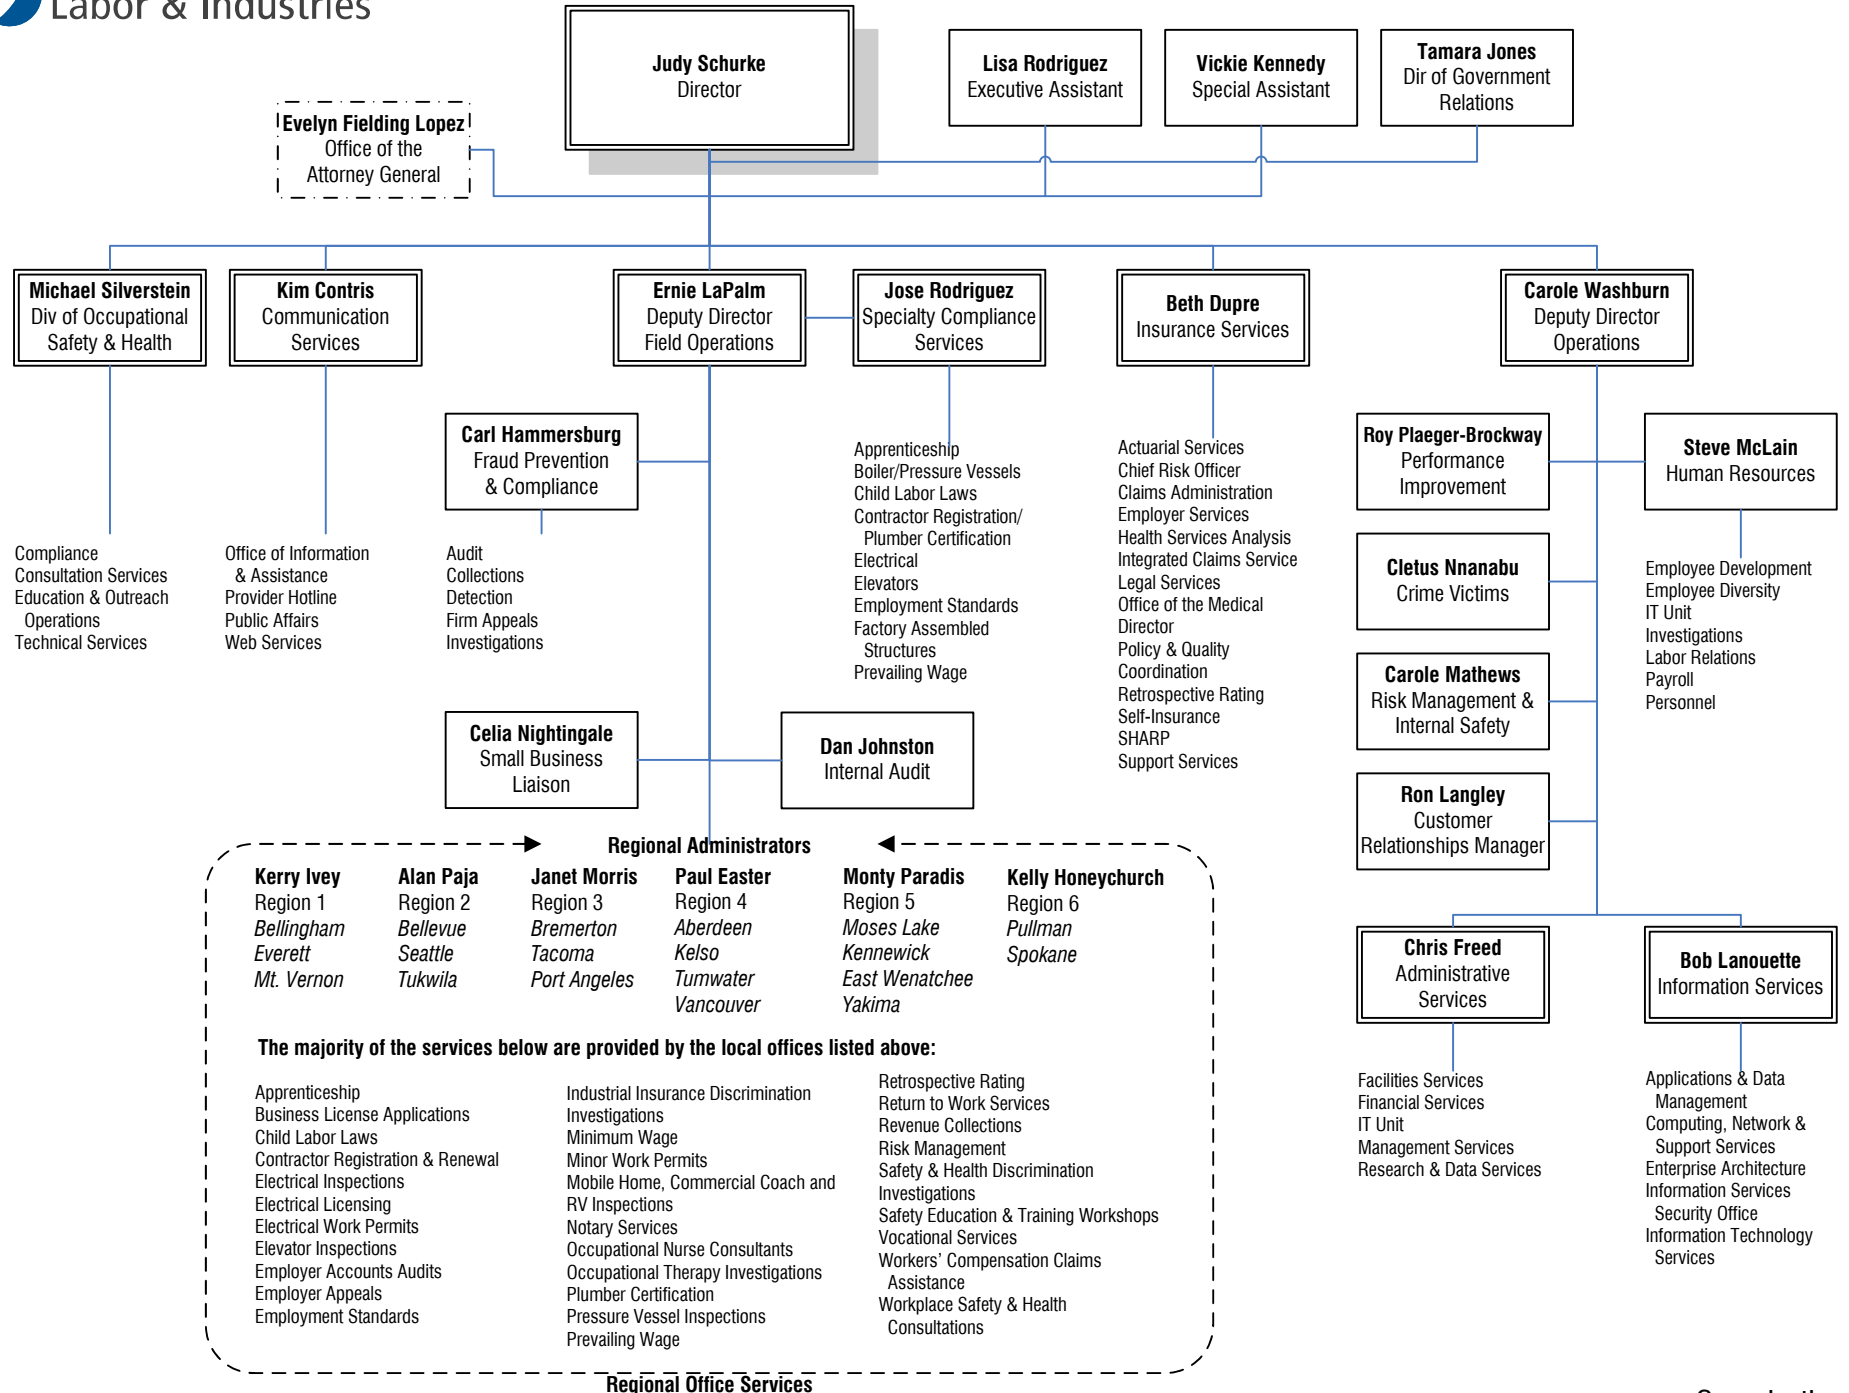 Labor & Industries
Judy Schurke
Director
Lisa Rodriguez
Executive Assistant
Vickie Kennedy
Special Assistant
Tamara Jones
Dir of Government
Relations
Evelyn Fielding Lopez
Office of the
Attorney General
Michael Silverstein
Div of Occupational
Safety & Health
Kim Contris
Communication
Services
Ernie LaPalm
Deputy Director
Field Operations
Jose Rodriguez
Specialty Compliance
Services
Beth Dupre
Insurance Services
Carole Washburn
Deputy Director
Operations
Compliance
Consultation Services
Education & Outreach
Operations
Technical Services
Office of Information
& Assistance
Provider Hotline
Public Affairs
Web Services
Carl Hammersburg
Fraud Prevention
& Compliance
Audit
Collections
Detection
Firm Appeals
Investigations
Apprenticeship
Boiler/Pressure Vessels
Child Labor Laws
Contractor Registration/
Plumber Certification
Electrical
Elevators
Employment Standards
Factory Assembled
Structures
Prevailing Wage
Actuarial Services
Chief Risk Officer
Claims Administration
Employer Services
Health Services Analysis
Integrated Claims Service
Legal Services
Office of the Medical
Director
Policy & Quality
Coordination
Retrospective Rating
Self-Insurance
SHARP
Support Services
Roy Plaeger-Brockway
Performance
Improvement
Steve McLain
Human Resources
Cletus Nnanabu
Crime Victims
Employee Development
Employee Diversity
IT Unit
Investigations
Labor Relations
Payroll
Personnel
Carole Mathews
Risk Management &
Internal Safety
Ron Langley
Customer
Relationships Manager
Celia Nightingale
Small Business
Liaison
Dan Johnston
Internal Audit
Regional Administrators
Kerry Ivey
Region 1
Bellingham
Everett
Mt. Vernon
Alan Paja
Region 2
Bellevue
Seattle
Tukwila
Janet Morris
Region 3
Bremerton
Tacoma
Port Angeles
Paul Easter
Region 4
Aberdeen
Kelso
Tumwater
Vancouver
Monty Paradis
Region 5
Moses Lake
Kennewick
East Wenatchee
Yakima
Kelly Honeychurch
Region 6
Pullman
Spokane
The majority of the services below are provided by the local offices listed above:
Apprenticeship
Business License Applications
Child Labor Laws
Contractor Registration & Renewal
Electrical Inspections
Electrical Licensing
Electrical Work Permits
Elevator Inspections
Employer Accounts Audits
Employer Appeals
Employment Standards
Industrial Insurance Discrimination
Investigations
Minimum Wage
Minor Work Permits
Mobile Home, Commercial Coach and
RV Inspections
Notary Services
Occupational Nurse Consultants
Occupational Therapy Investigations
Plumber Certification
Pressure Vessel Inspections
Prevailing Wage
Retrospective Rating
Return to Work Services
Revenue Collections
Risk Management
Safety & Health Discrimination
Investigations
Safety Education & Training Workshops
Vocational Services
Workers' Compensation Claims
Assistance
Workplace Safety & Health
Consultations
Regional Office Services
Chris Freed
Administrative
Services
Bob Lanouette
Information Services
Facilities Services
Financial Services
IT Unit
Management Services
Research & Data Services
Applications & Data
Management
Computing, Network &
Support Services
Enterprise Architecture
Information Services
Security Office
Information Technology
Services